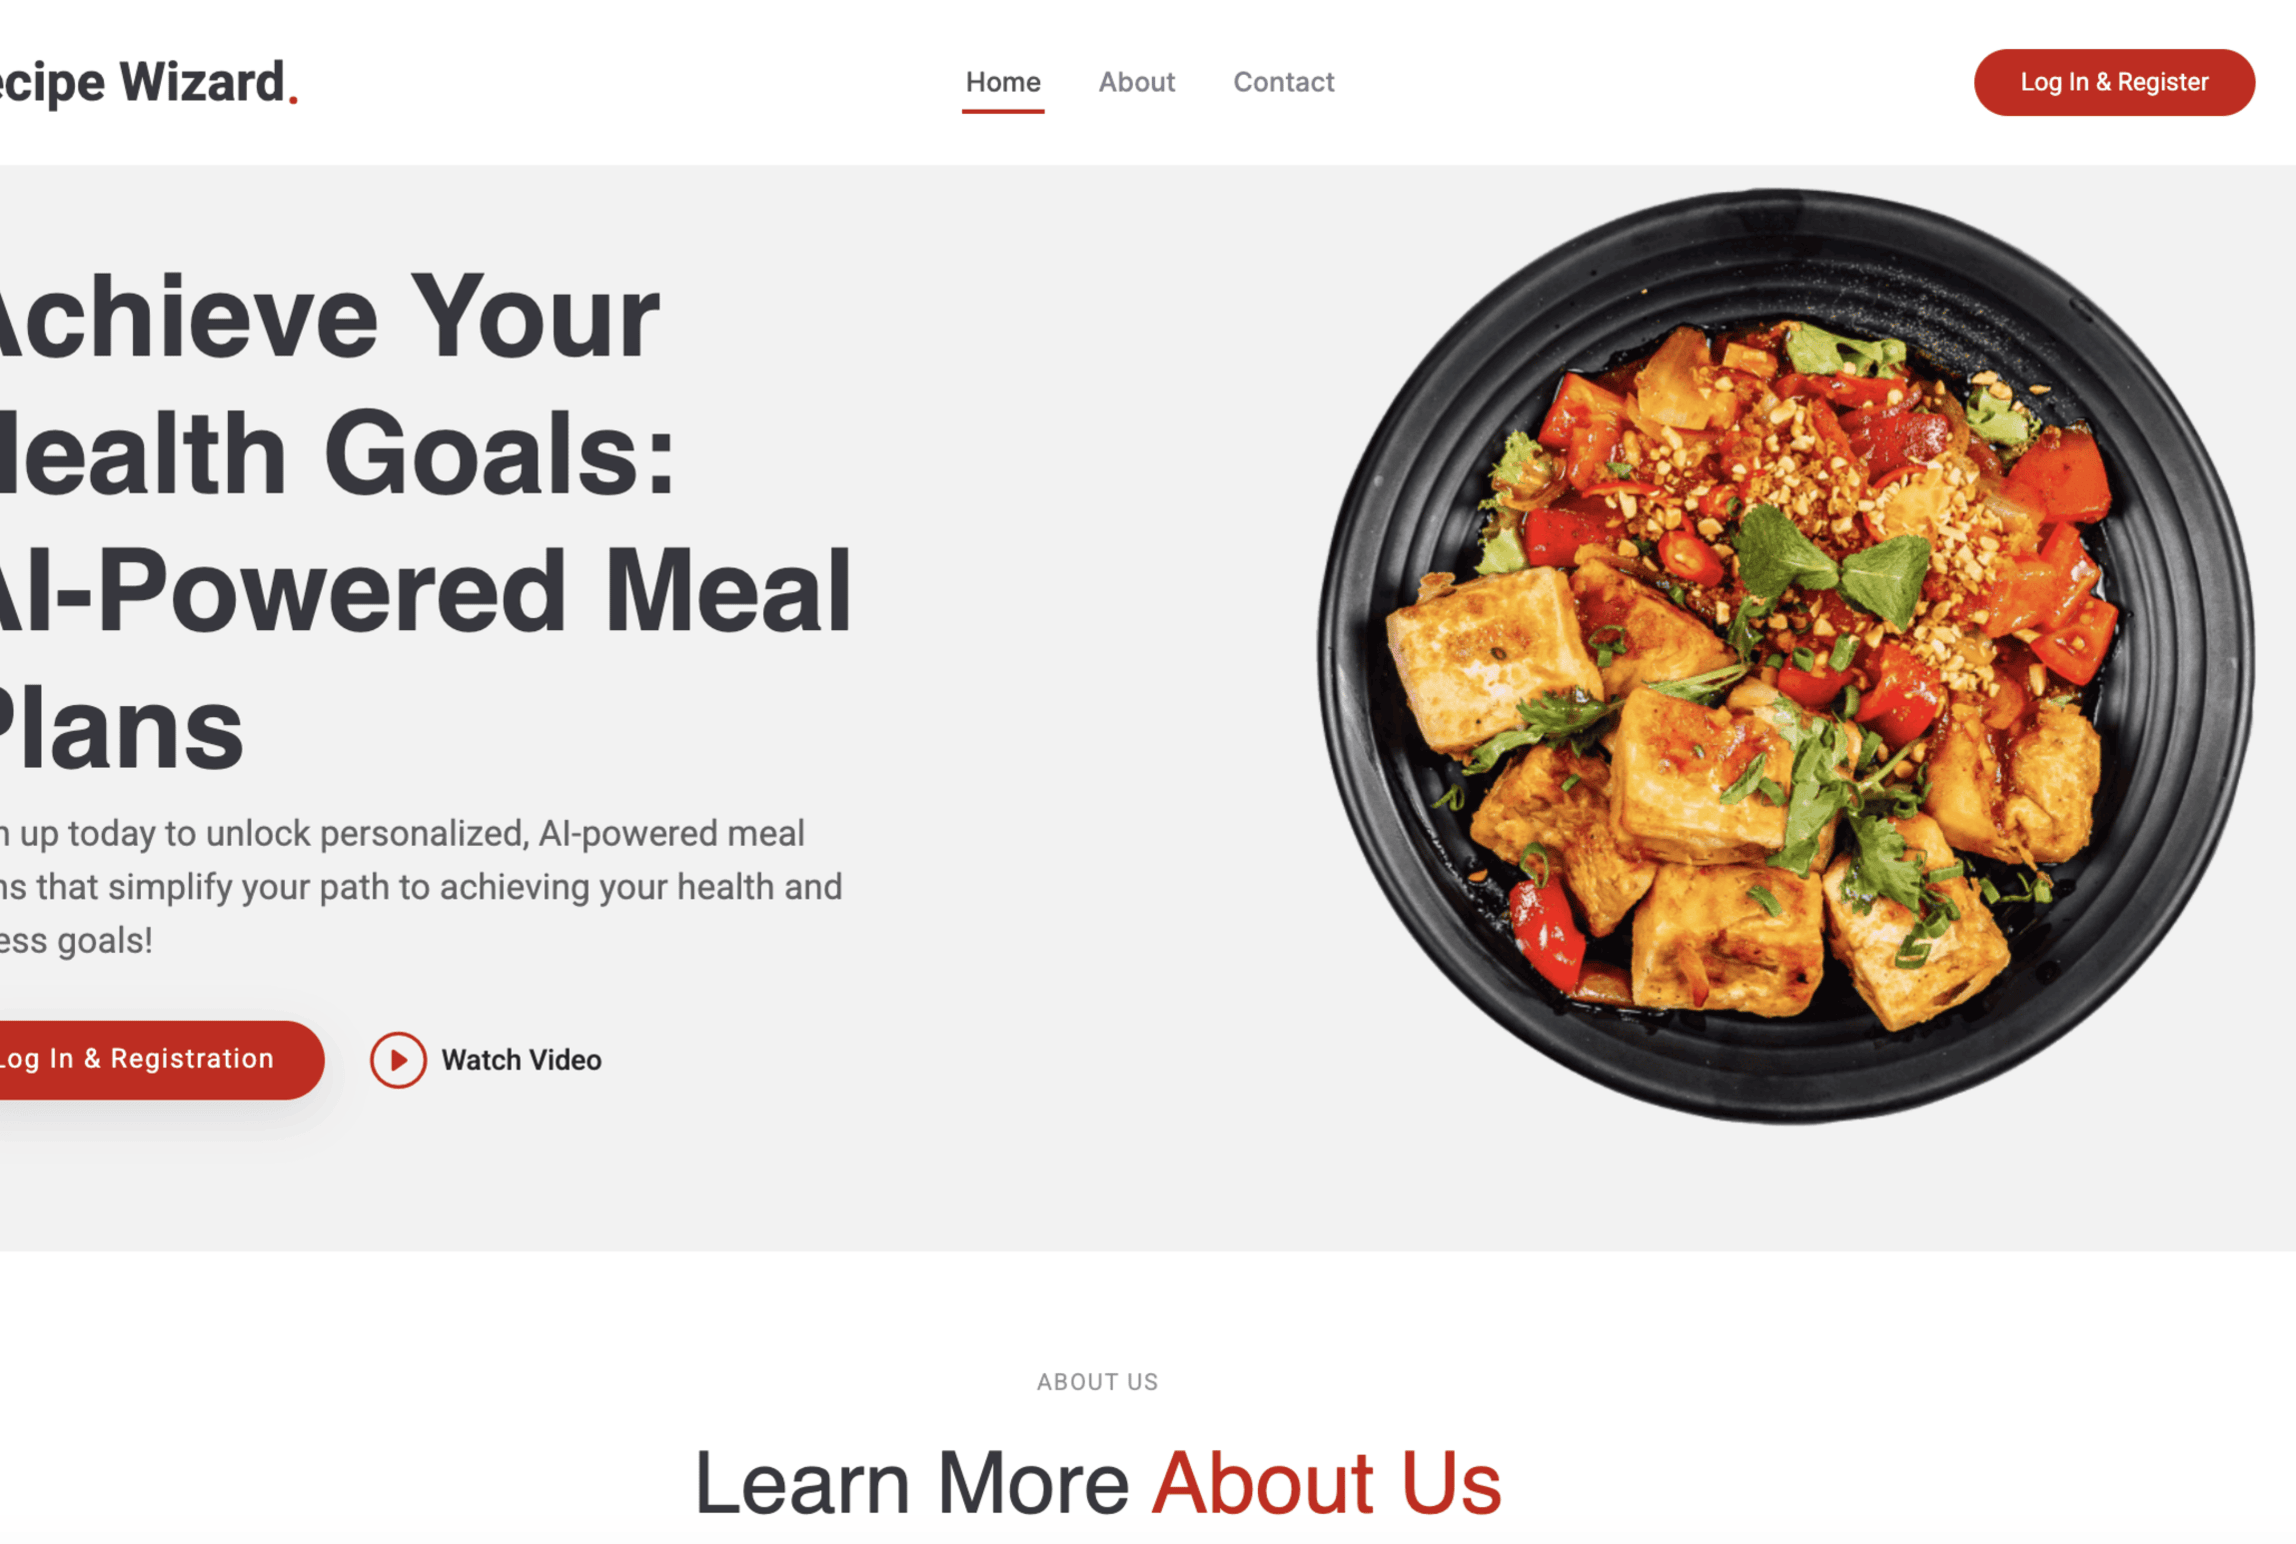 ecipe Wizard.
Home
About
Contact
Log In & Register
Achieve Your
Health Goals:
AI-Powered Meal
Plans
n up today to unlock personalized, AI-powered meal
ns that simplify your path to achieving your health and
ess goals!
Log In & Registration
Watch Video
ABOUT US
Learn More About Us